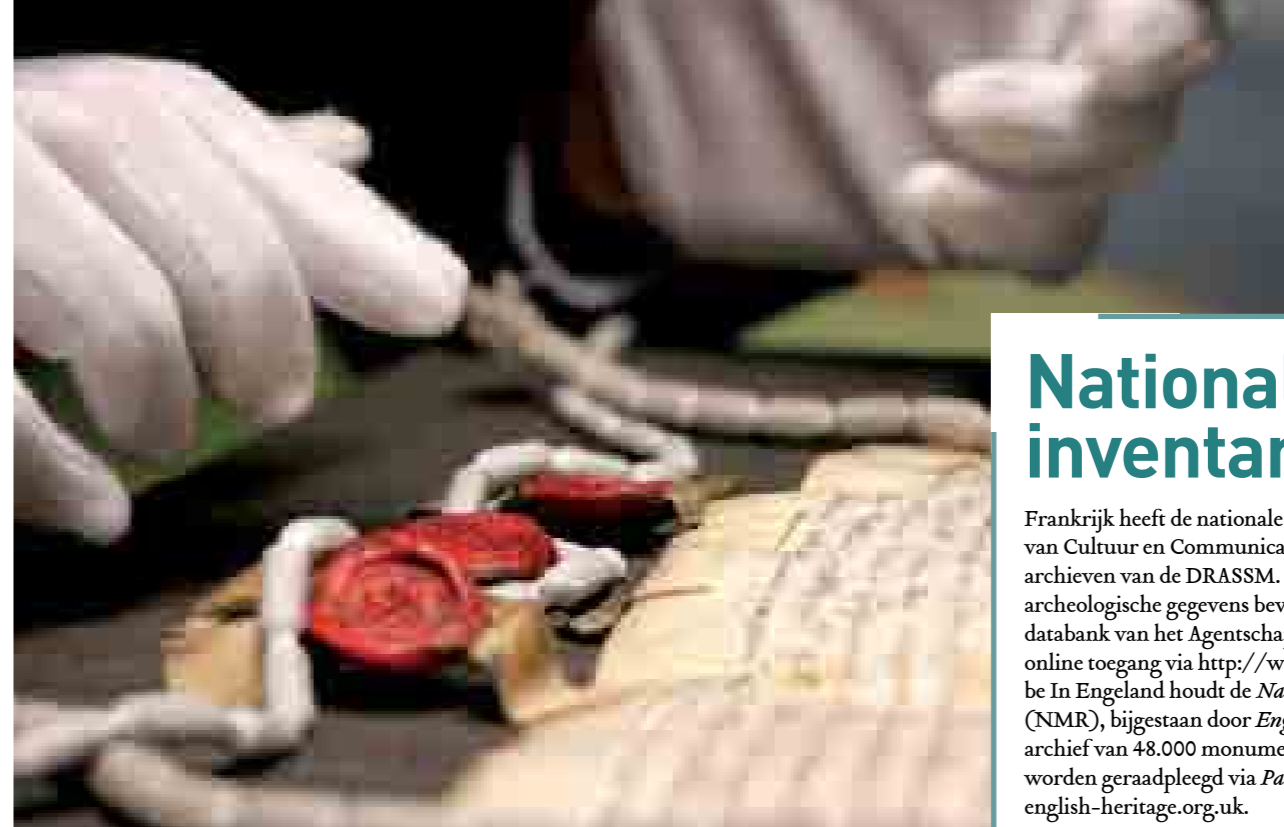 Nationa
inventar
Frankrijk heeft de nationale
van Cultuur en Communica
archieven van de DRASSM.
archeologische gegevens bev
databank van het Agentscha
online toegang via http://w
be In Engeland houdt de Na
(NMR), bijgestaan door Eng
archief van 48.000 monume
worden geraadpleegd via Pa
english-heritage.org.uk.